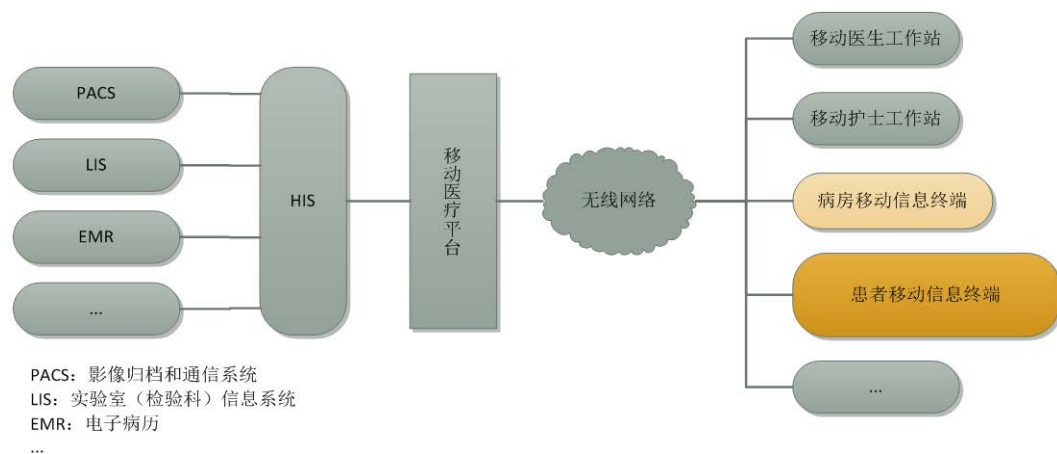 PACS
LIS
EMR
...
HIS
移动医疗平台
无线网络
移动医生工作站
移动护士工作站
病房移动信息终端
患者移动信息终端
...
PACS：影像归档和通信系统
LIS：实验室（检验科）信息系统
EMR：电子病历
...